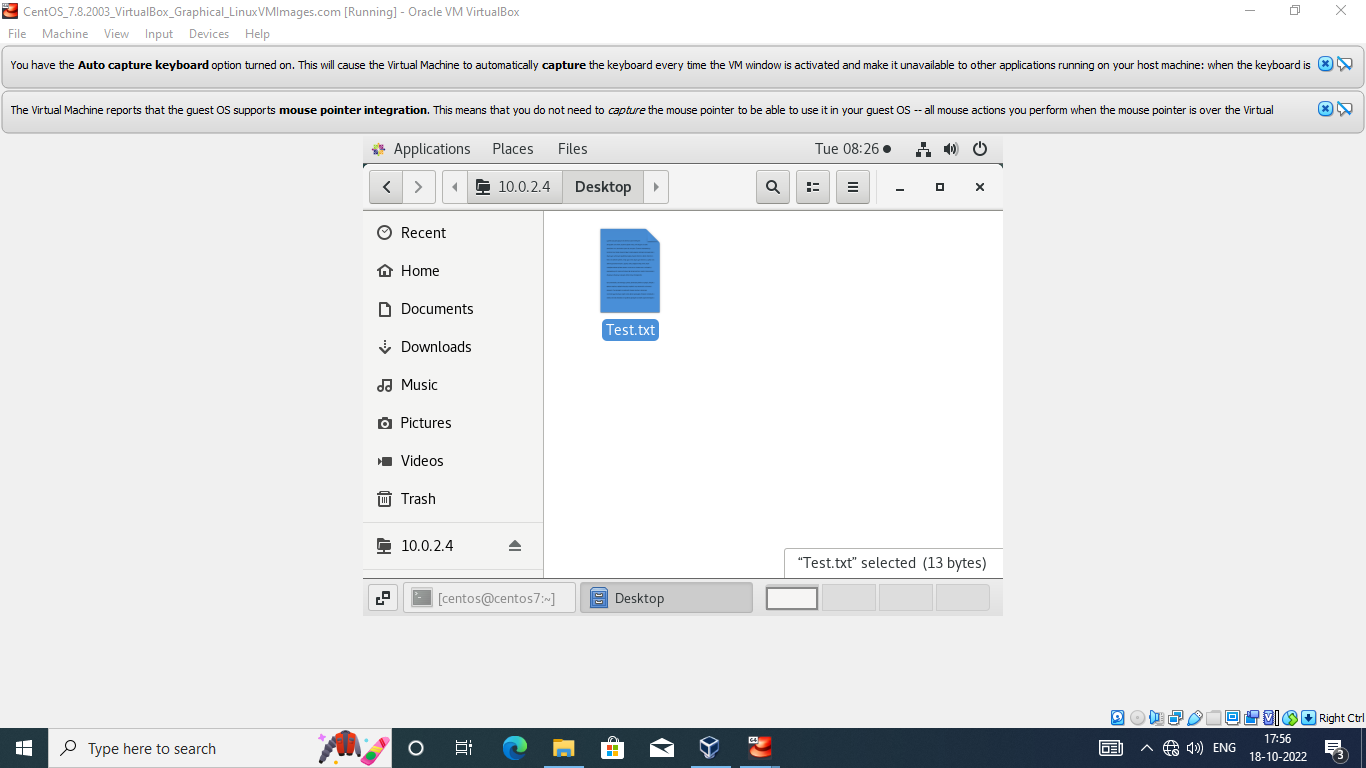 CentOS_7.8.2003_VirtualBox_Graphical_LinuxVMImages.com [Running] - Oracle VM VirtualBox
File Machine View Input Devices Help
You have the Auto capture keyboard option turned on. This will cause the Virtual Machine to automatically capture the keyboard every time the VM window is activated and make it unavailable to other applications running on your host machine: when the keyboard is
The Virtual Machine reports that the guest OS supports mouse pointer integration. This means that you do not need to capture the mouse pointer to be able to use it in your guest OS -- all mouse actions you perform when the mouse pointer is over the Virtual
Applications Places Files Tue 08:26
10.0.2.4 Desktop
Recent
Home
Documents
Downloads
Music
Pictures
Videos
Trash
10.0.2.4
Test.txt
“Test.txt” selected (13 bytes)
[centos@centos7:~] Desktop
Right Ctrl
Type here to search
ENG
17:56
18-10-2022
3